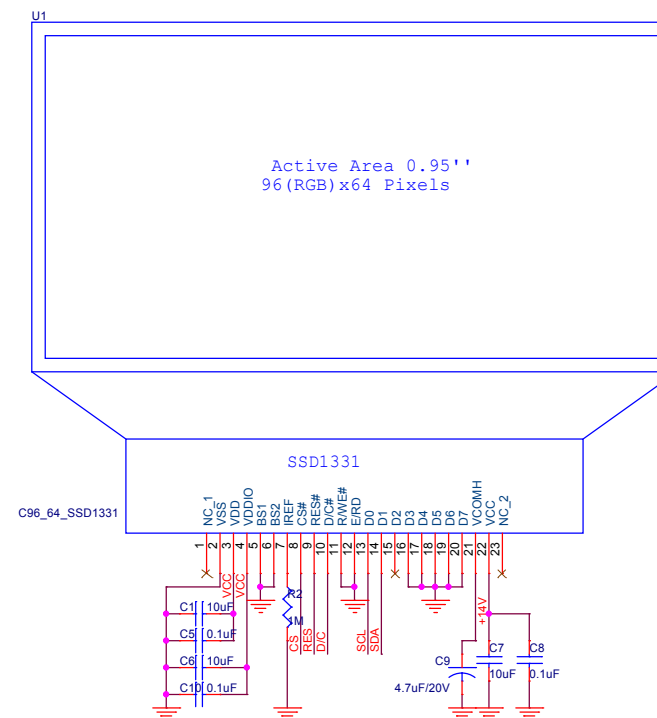 U1
Active Area 0.95''
96(RGB)x64 Pixels
SSD1331
C96_64_SSD1331
NC_1
VSS
VDD
VDDIO
BS1
BS2
IREF
CS#
RES#
D/C#
R/WE#
E/RD
D0
D1
D2
D3
D4
D5
D6
D7
VCOMH
VCC
NC_2
1
2
3
4
5
6
7
8
9
10
11
12
13
14
15
16
17
18
19
20
21
22
23
VCC
VCC
R2
1M
CS
RES
D/C
SCL
SDA
+14V
C1 10uF
C5 0.1uF
C6 10uF
C10 0.1uF
C9
4.7uF/20V
C7
10uF
C8
0.1uF